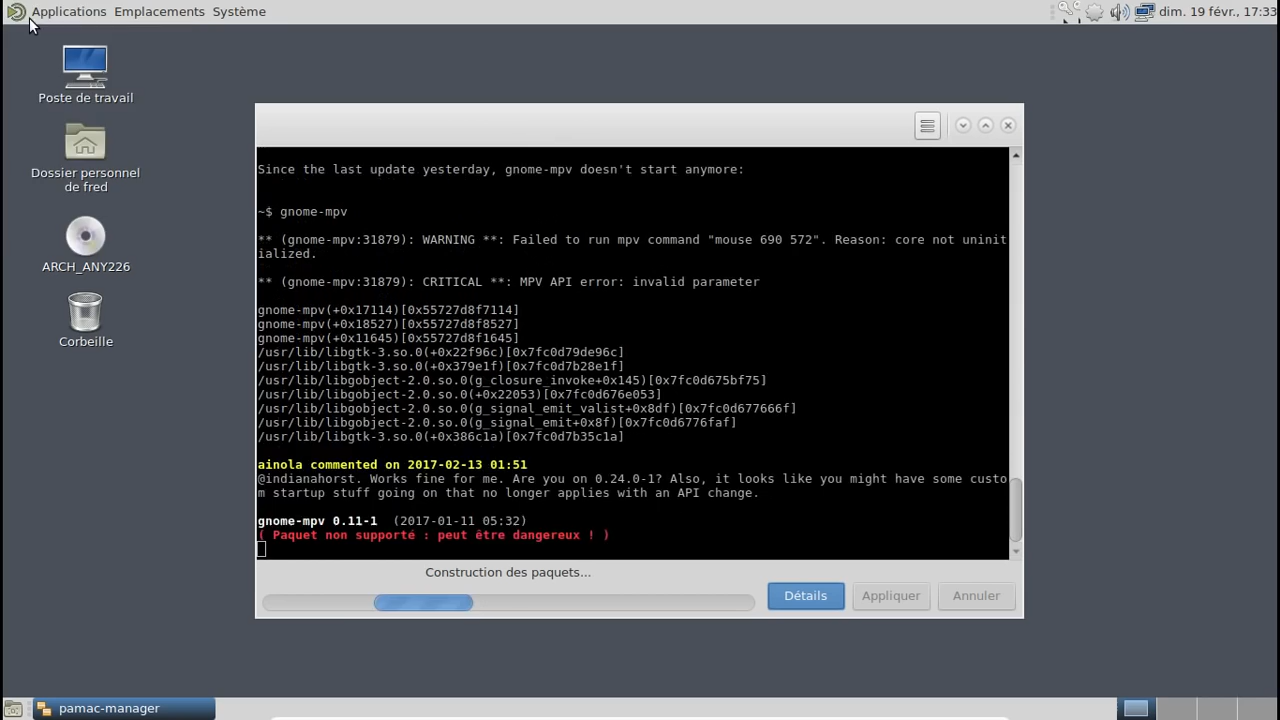 Applications Emplacements Système
dim. 19 févr., 17:33
Poste de travail
Dossier personnel
de fred
ARCH_ANY226
Corbeille
Since the last update yesterday, gnome-mpv doesn't start anymore:
~$ gnome-mpv
** (gnome-mpv:31879): WARNING **: Failed to run mpv command "mouse 690 572". Reason: core not uninit
ialized.
** (gnome-mpv:31879): CRITICAL **: MPV API error: invalid parameter
gnome-mpv(+0x17114)[0x55727d8f7114]
gnome-mpv(+0x18527)[0x55727d8f8527]
gnome-mpv(+0x11645)[0x55727d8f1645]
/usr/lib/libgtk-3.so.0(+0x22f96c)[0x7fc0d79de96c]
/usr/lib/libgtk-3.so.0(+0x379e1f)[0x7fc0d7b28e1f]
/usr/lib/libgobject-2.0.so.0(g_closure_invoke+0x145)[0x7fc0d675bf75]
/usr/lib/libgobject-2.0.so.0(+0x22053)[0x7fc0d676e053]
/usr/lib/libgobject-2.0.so.0(g_signal_emit_valist+0x8df)[0x7fc0d677666f]
/usr/lib/libgobject-2.0.so.0(g_signal_emit+0x8f)[0x7fc0d6776faf]
/usr/lib/libgtk-3.so.0(+0x386c1a)[0x7fc0d7b35c1a]
ainola commented on 2017-02-13 01:51
@indianahorst. Works fine for me. Are you on 0.24.0-1? Also, it looks like you might have some custo
m startup stuff going on that no longer applies with an API change.
gnome-mpv 0.11-1 (2017-01-11 05:32)
( Paquet non supporté : peut être dangereux ! )
Construction des paquets...
Détails Appliquer Annuler
pamac-manager